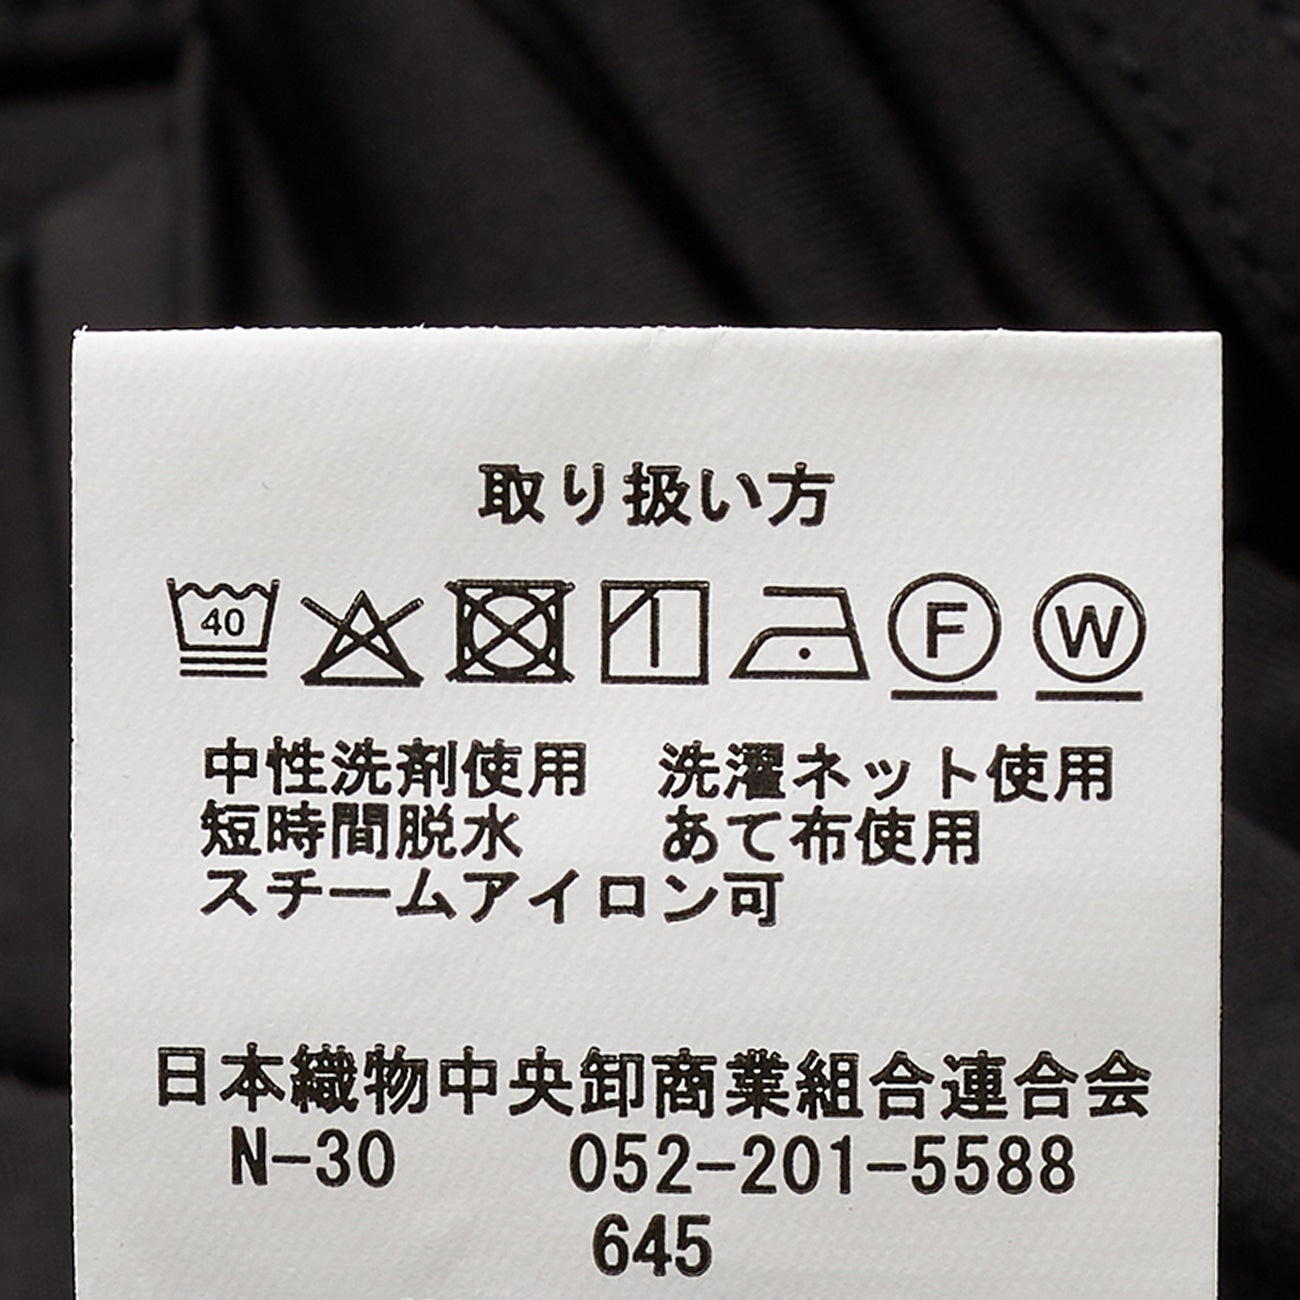 取り扱い方
40 F W
中性洗剤使用 洗濯ネット使用
短時間脱水 あて布使用
スチームアイロン可
日本織物中央卸商業組合連合会
N-30 052-201-5588
645